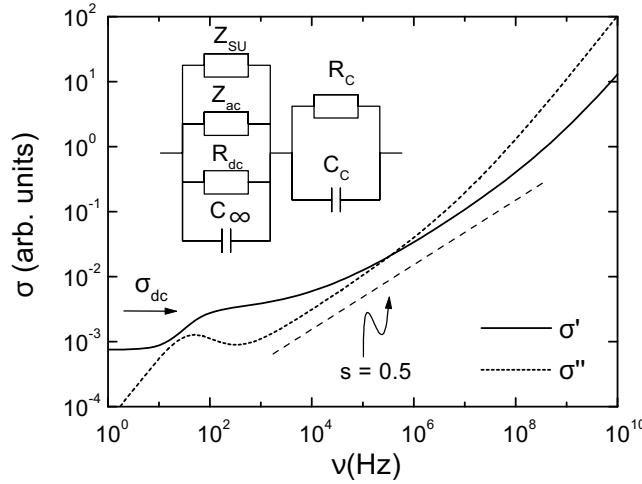 Z_SU
Z_ac
R_dc
C_∞
R_C
C_C
σ (arb. units)
10^2
10^1
10^0
10^-1
10^-2
10^-3
10^-4
σ_dc
s = 0.5
σ'
σ''
10^0 10^2 10^4 10^6 10^8 10^10
ν(Hz)